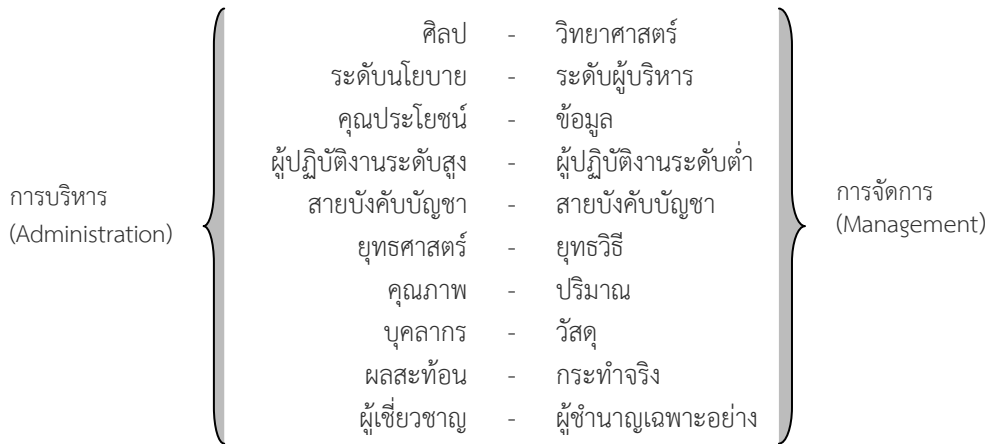 ศิลป - วิทยาศาสตร์
ระดับนโยบาย - ระดับผู้บริหาร
คุณประโยชน์ - ข้อมูล
ผู้ปฏิบัติงานระดับสูง - ผู้ปฏิบัติงานระดับต่ำ
การบริหาร
(Administration)
สายบังคับบัญชา - สายบังคับบัญชา
ยุทธศาสตร์ - ยุทธวิธี
คุณภาพ - ปริมาณ
บุคลากร - วัสดุ
ผลสะท้อน - กระทำจริง
ผู้เชี่ยวชาญ - ผู้ชำนาญเฉพาะอย่าง
การจัดการ
(Management)